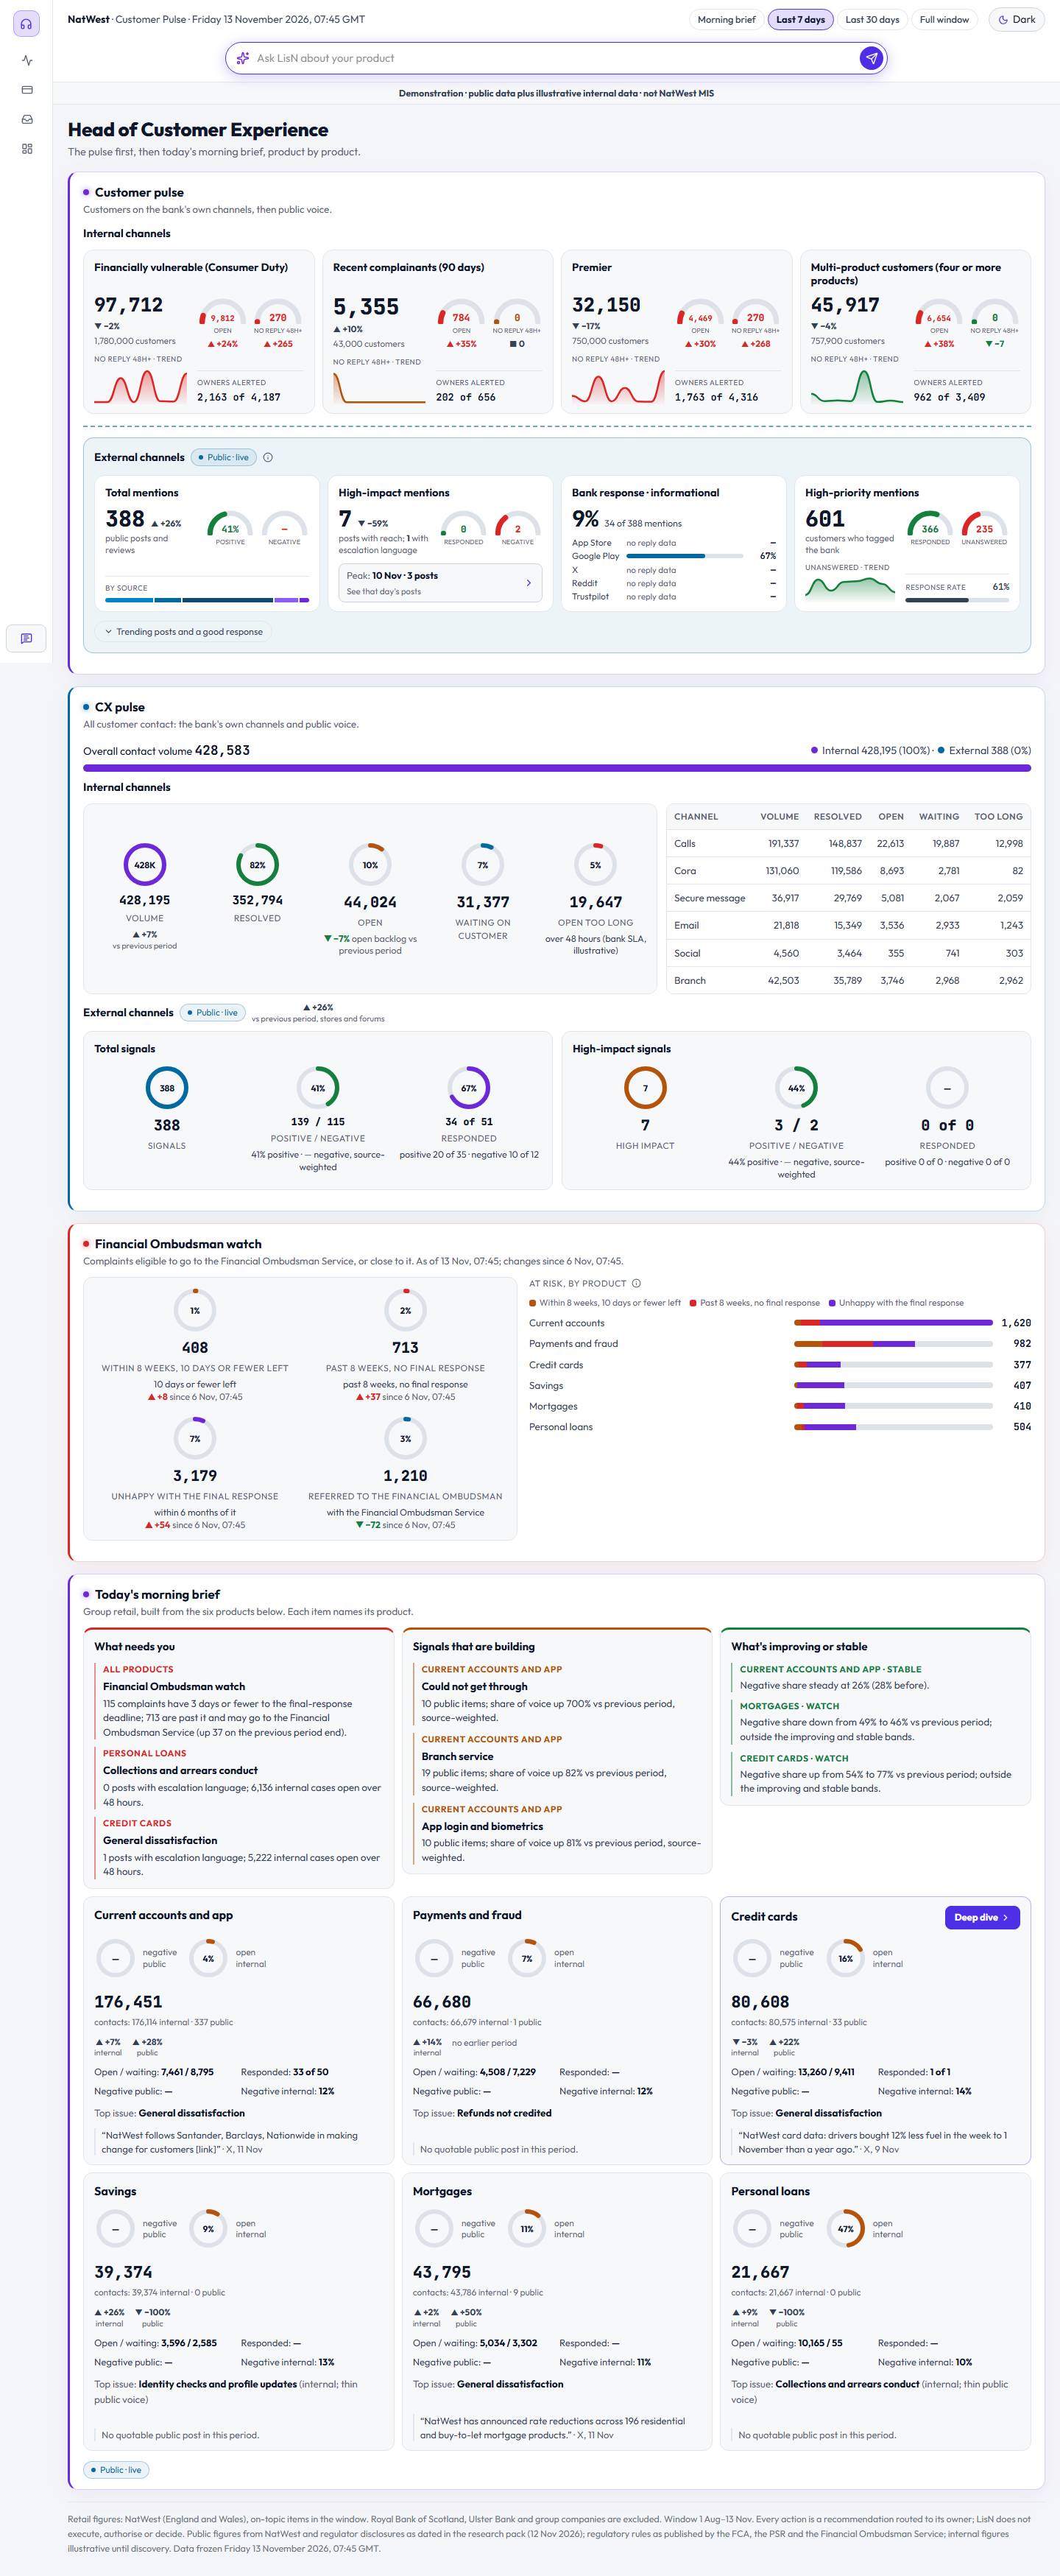 NatWest · Customer Pulse · Friday 13 November 2026, 07:45 GMT
Morning brief
Last 7 days
Last 30 days
Full window
Dark
Ask LisN about your product
Demonstration · public data plus illustrative internal data · not NatWest MIS
Head of Customer Experience
The pulse first, then today's morning brief, product by product.
Customer pulse
Customers on the bank's own channels, then public voice.
Internal channels
Financially vulnerable (Consumer Duty)
97,712
▼ −2%
1,780,000 customers
9,812
OPEN
▲ +24%
270
NO REPLY 48H+
▲ +265
NO REPLY 48H+ · TREND
OWNERS ALERTED
2,163 of 4,187
Recent complainants (90 days)
5,355
▲ +10%
43,000 customers
784
OPEN
▲ +35%
0
NO REPLY 48H+
■ 0
NO REPLY 48H+ · TREND
OWNERS ALERTED
202 of 656
Premier
32,150
▼ −17%
750,000 customers
4,469
OPEN
▲ +30%
270
NO REPLY 48H+
▲ +268
NO REPLY 48H+ · TREND
OWNERS ALERTED
1,763 of 4,316
Multi-product customers (four or more
products)
45,917
▼ −4%
757,900 customers
6,654
OPEN
▲ +38%
0
NO REPLY 48H+
▼ −7
NO REPLY 48H+ · TREND
OWNERS ALERTED
962 of 3,409
External channels
Public · live
Total mentions
388 ▲ +26%
public posts and
reviews
41%
POSITIVE
–
NEGATIVE
BY SOURCE
High-impact mentions
7 ▼ −59%
posts with reach; 1 with
escalation language
0
RESPONDED
2
NEGATIVE
Peak: 10 Nov · 3 posts
See that day's posts
Bank response · informational
9% 34 of 388 mentions
App Store no reply data –
Google Play 67%
X no reply data –
Reddit no reply data –
Trustpilot no reply data –
High-priority mentions
601
customers who tagged
the bank
366
RESPONDED
235
UNANSWERED
UNANSWERED · TREND
RESPONSE RATE 61%
Trending posts and a good response
CX pulse
All customer contact: the bank's own channels and public voice.
Overall contact volume 428,583
Internal 428,195 (100%) · External 388 (0%)
Internal channels
428K
428,195
VOLUME
▲ +7%
vs previous period
82%
352,794
RESOLVED
10%
44,024
OPEN
▼ −7% open backlog vs
previous period
7%
31,377
WAITING ON
CUSTOMER
5%
19,647
OPEN TOO LONG
over 48 hours (bank SLA,
illustrative)
CHANNEL VOLUME RESOLVED OPEN WAITING TOO LONG
Calls 191,337 148,837 22,613 19,887 12,998
Cora 131,060 119,586 8,693 2,781 82
Secure message 36,917 29,769 5,081 2,067 2,059
Email 21,818 15,349 3,536 2,933 1,243
Social 4,560 3,464 355 741 303
Branch 42,503 35,789 3,746 2,968 2,962
External channels
Public · live
▲ +26%
vs previous period, stores and forums
Total signals
388
388
SIGNALS
41%
139 / 115
POSITIVE / NEGATIVE
41% positive · — negative, source-
weighted
67%
34 of 51
RESPONDED
positive 20 of 35 · negative 10 of 12
High-impact signals
7
7
HIGH IMPACT
44%
3 / 2
POSITIVE / NEGATIVE
44% positive · — negative, source-
weighted
–
0 of 0
RESPONDED
positive 0 of 0 · negative 0 of 0
Financial Ombudsman watch
Complaints eligible to go to the Financial Ombudsman Service, or close to it. As of 13 Nov, 07:45; changes since 6 Nov, 07:45.
1%
408
WITHIN 8 WEEKS, 10 DAYS OR FEWER LEFT
10 days or fewer left
▲ +8 since 6 Nov, 07:45
2%
713
PAST 8 WEEKS, NO FINAL RESPONSE
past 8 weeks, no final response
▲ +37 since 6 Nov, 07:45
7%
3,179
UNHAPPY WITH THE FINAL RESPONSE
within 6 months of it
▲ +54 since 6 Nov, 07:45
3%
1,210
REFERRED TO THE FINANCIAL OMBUDSMAN
with the Financial Ombudsman Service
▼ −72 since 6 Nov, 07:45
AT RISK, BY PRODUCT
Within 8 weeks, 10 days or fewer left
Past 8 weeks, no final response
Unhappy with the final response
Current accounts 1,620
Payments and fraud 982
Credit cards 377
Savings 407
Mortgages 410
Personal loans 504
Today's morning brief
Group retail, built from the six products below. Each item names its product.
What needs you
ALL PRODUCTS
Financial Ombudsman watch
115 complaints have 3 days or fewer to the final-response
deadline; 713 are past it and may go to the Financial
Ombudsman Service (up 37 on the previous period end).
PERSONAL LOANS
Collections and arrears conduct
0 posts with escalation language; 6,136 internal cases open over
48 hours.
CREDIT CARDS
General dissatisfaction
1 posts with escalation language; 5,222 internal cases open over
48 hours.
Signals that are building
CURRENT ACCOUNTS AND APP
Could not get through
10 public items; share of voice up 700% vs previous period,
source-weighted.
CURRENT ACCOUNTS AND APP
Branch service
19 public items; share of voice up 82% vs previous period,
source-weighted.
CURRENT ACCOUNTS AND APP
App login and biometrics
10 public items; share of voice up 81% vs previous period, source-
weighted.
What's improving or stable
CURRENT ACCOUNTS AND APP · STABLE
Negative share steady at 26% (28% before).
MORTGAGES · WATCH
Negative share down from 49% to 46% vs previous period;
outside the improving and stable bands.
CREDIT CARDS · WATCH
Negative share up from 54% to 77% vs previous period; outside
the improving and stable bands.
Current accounts and app
–
negative
public
4%
open
internal
176,451
contacts: 176,114 internal · 337 public
▲ +7%
internal
▲ +28%
public
Open / waiting: 7,461 / 8,795
Responded: 33 of 50
Negative public: —
Negative internal: 12%
Top issue: General dissatisfaction
“NatWest follows Santander, Barclays, Nationwide in making
change for customers [link]” · X, 11 Nov
Payments and fraud
–
negative
public
7%
open
internal
66,680
contacts: 66,679 internal · 1 public
▲ +14%
internal
no earlier period
Open / waiting: 4,508 / 7,229
Responded: —
Negative public: —
Negative internal: 12%
Top issue: Refunds not credited
No quotable public post in this period.
Credit cards
Deep dive
–
negative
public
16%
open
internal
80,608
contacts: 80,575 internal · 33 public
▼ −3%
internal
▲ +22%
public
Open / waiting: 13,260 / 9,411
Responded: 1 of 1
Negative public: —
Negative internal: 14%
Top issue: General dissatisfaction
“NatWest card data: drivers bought 12% less fuel in the week to 1
November than a year ago.” · X, 9 Nov
Savings
–
negative
public
9%
open
internal
39,374
contacts: 39,374 internal · 0 public
▲ +26%
internal
▼ −100%
public
Open / waiting: 3,596 / 2,585
Responded: —
Negative public: —
Negative internal: 13%
Top issue: Identity checks and profile updates (internal; thin
public voice)
No quotable public post in this period.
Mortgages
–
negative
public
11%
open
internal
43,795
contacts: 43,786 internal · 9 public
▲ +2%
internal
▲ +50%
public
Open / waiting: 5,034 / 3,302
Responded: —
Negative public: —
Negative internal: 11%
Top issue: General dissatisfaction
“NatWest has announced rate reductions across 196 residential
and buy-to-let mortgage products.” · X, 11 Nov
Personal loans
–
negative
public
47%
open
internal
21,667
contacts: 21,667 internal · 0 public
▲ +9%
internal
▼ −100%
public
Open / waiting: 10,165 / 55
Responded: —
Negative public: —
Negative internal: 10%
Top issue: Collections and arrears conduct (internal; thin public
voice)
No quotable public post in this period.
Public · live
Retail figures: NatWest (England and Wales), on-topic items in the window. Royal Bank of Scotland, Ulster Bank and group companies are excluded. Window 1 Aug–13 Nov. Every action is a recommendation routed to its owner; LisN does not
execute, authorise or decide. Public figures from NatWest and regulator disclosures as dated in the research pack (12 Nov 2026); regulatory rules as published by the FCA, the PSR and the Financial Ombudsman Service; internal figures
illustrative until discovery. Data frozen Friday 13 November 2026, 07:45 GMT.